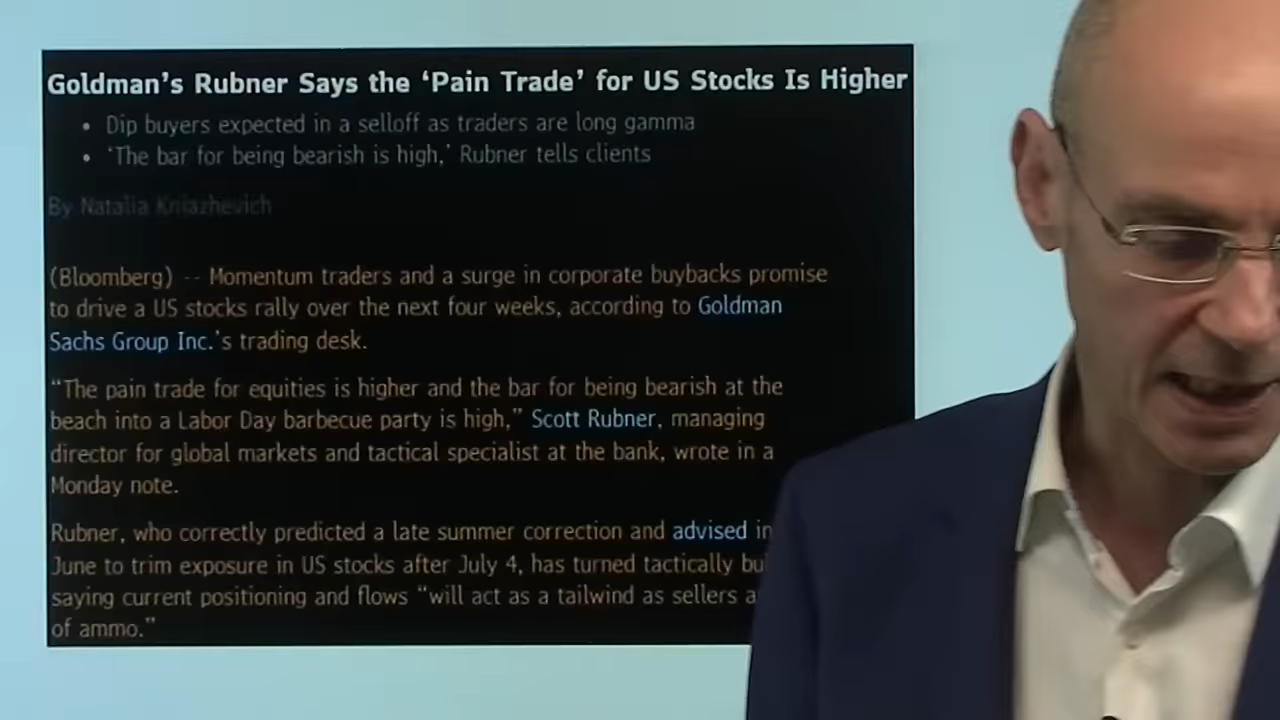 Goldman's Rubner Says the ‘Pain Trade’ for US Stocks Is Higher
• Dip buyers expected in a selloff as traders are long gamma
• ‘The bar for being bearish is high,’ Rubner tells clients
By Natalia Kniazhevich
(Bloomberg) -- Momentum traders and a surge in corporate buybacks promise
to drive a US stocks rally over the next four weeks, according to Goldman
Sachs Group Inc.'s trading desk.
“The pain trade for equities is higher and the bar for being bearish at the
beach into a Labor Day barbecue party is high,” Scott Rubner, managing
director for global markets and tactical specialist at the bank, wrote in a
Monday note.
Rubner, who correctly predicted a late summer correction and advised in
June to trim exposure in US stocks after July 4, has turned tactically
saying current positioning and flows “will act as a tailwind as sellers
of ammo.”